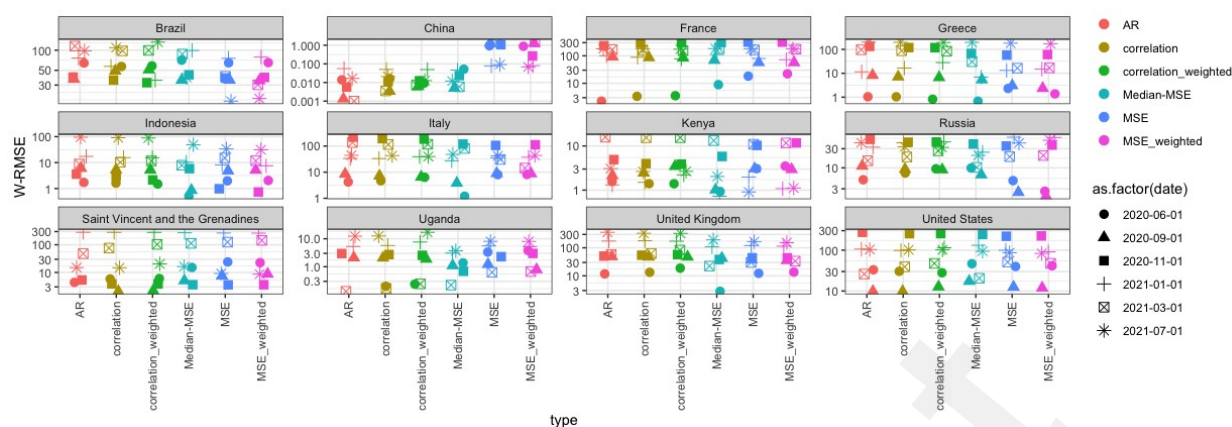 Brazil
China
France
Greece
100
50
30
1.000
0.100
0.010
0.001
300
100
30
10
3
100
10
1
AR
correlation
correlation_weighted
Median-MSE
MSE
MSE_weighted
W-RMSE
Indonesia
Italy
Kenya
Russia
100
10
1
100
10
1
10
1
30
10
3
as.factor(date)
2020-06-01
2020-09-01
2020-11-01
2021-01-01
2021-03-01
2021-07-01
Saint Vincent and the Grenadines
Uganda
United Kingdom
United States
300
100
30
10
3
10.0
3.0
1.0
0.3
300
100
30
10
3
300
100
30
10
AR
correlation
correlation_weighted
Median-MSE
MSE
MSE_weighted
AR
correlation
correlation_weighted
Median-MSE
MSE
MSE_weighted
AR
correlation
correlation_weighted
Median-MSE
MSE
MSE_weighted
AR
correlation
correlation_weighted
Median-MSE
MSE
MSE_weighted
type